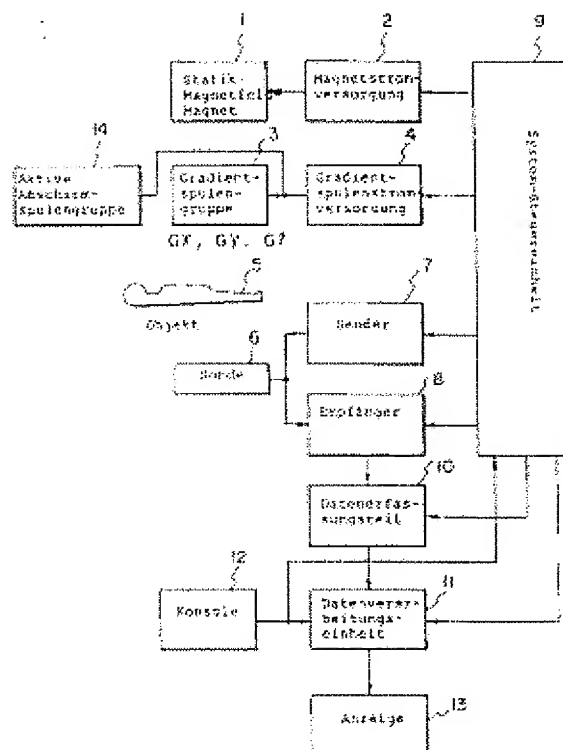 1
2
9
Statik-
Magnetfeld
Magnet
Magnetstrom
versorgung
14
3
4
Aktive
Abschirm-
spulengruppe
Gradient-
spulen-
gruppe
Gradient-
spulenstrom
versorgung
GX, GY. GZ
5
Objekt
7
Sender
6
Sonde
8
Empfänger
10
Datenerfas-
sungsteil
12
Konsole
11
Datenverar-
beitungs-
einheit
Anzeige
13